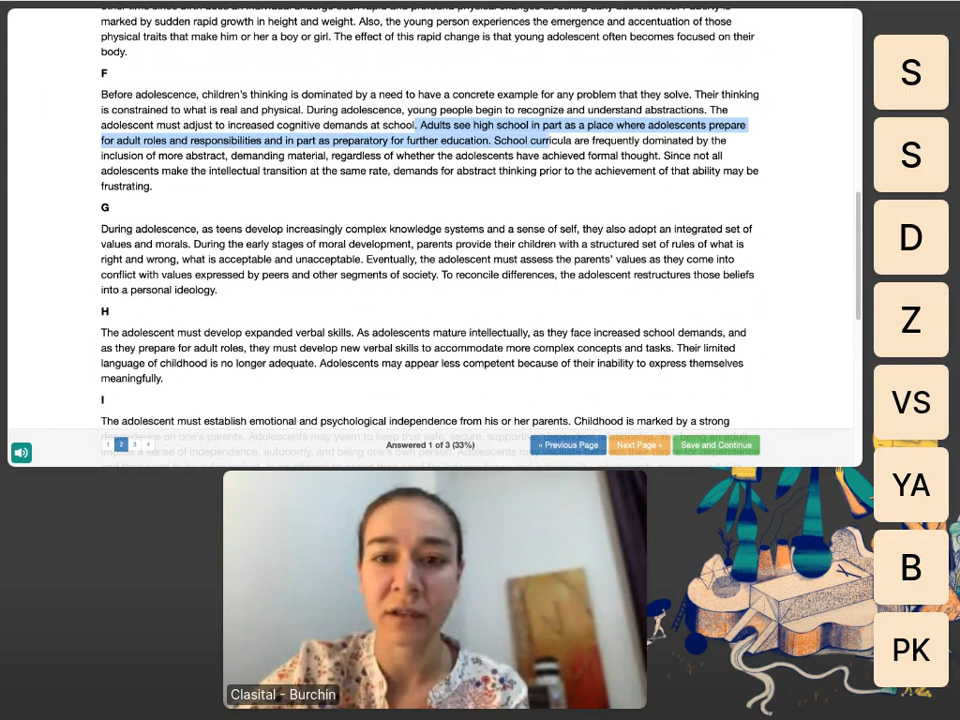 marked by sudden rapid growth in height and weight. Also, the young person experiences the emergence and accentuation of those
physical traits that make him or her a boy or girl. The effect of this rapid change is that young adolescent often becomes focused on their
body.
F
Before adolescence, children's thinking is dominated by a need to have a concrete example for any problem that they solve. Their thinking
is constrained to what is real and physical. During adolescence, young people begin to recognize and understand abstractions. The
adolescent must adjust to increased cognitive demands at school. Adults see high school in part as a place where adolescents prepare
for adult roles and responsibilities and in part as preparatory for further education. School curricula are frequently dominated by the
inclusion of more abstract, demanding material, regardless of whether the adolescents have achieved formal thought. Since not all
adolescents make the intellectual transition at the same rate, demands for abstract thinking prior to the achievement of that ability may be
frustrating.
G
During adolescence, as teens develop increasingly complex knowledge systems and a sense of self, they also adopt an integrated set of
values and morals. During the early stages of moral development, parents provide their children with a structured set of rules of what is
right and wrong, what is acceptable and unacceptable. Eventually, the adolescent must assess the parents' values as they come into
conflict with values expressed by peers and other segments of society. To reconcile differences, the adolescent restructures those beliefs
into a personal ideology.
H
The adolescent must develop expanded verbal skills. As adolescents mature intellectually, as they face increased school demands, and
as they prepare for adult roles, they must develop new verbal skills to accommodate more complex concepts and tasks. Their limited
language of childhood is no longer adequate. Adolescents may appear less competent because of their inability to express themselves
meaningfully.
I
The adolescent must establish emotional and psychological independence from his or her parents. Childhood is marked by a strong
1 2 3 4 Answered 1 of 3 (33%) « Previous Page Next Page » Save and Continue
S
S
D
Z
VS
YA
B
PK
Clasital - Burchin